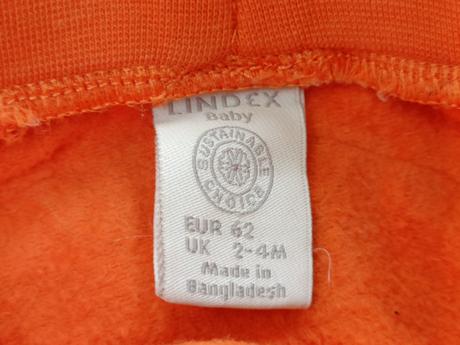 LINDEX
Baby
SUSTAINABLE
CHOICE
EUR 62
UK 2-4M
Made in
Bangladesh